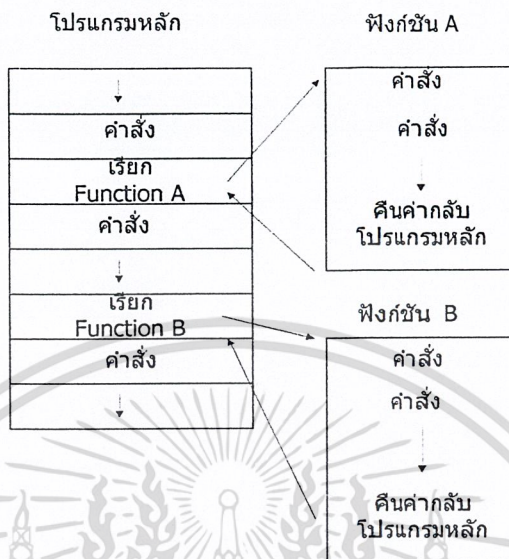 โปรแกรมหลัก
คำสั่ง
เรียก
Function A
คำสั่ง
เรียก
Function B
คำสั่ง
ฟังก์ชัน A
คำสั่ง
คำสั่ง
คืนค่ากลับ
โปรแกรมหลัก
ฟังก์ชัน B
คำสั่ง
คำสั่ง
คืนค่ากลับ
โปรแกรมหลัก